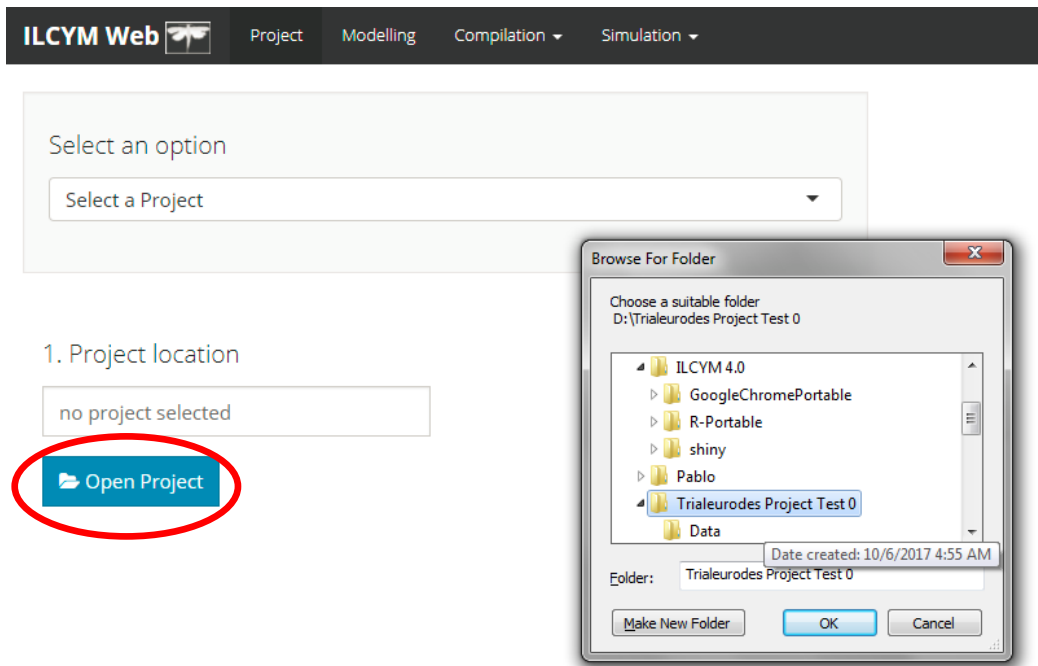 ILCYM Web Project Modelling Compilation Simulation
Select an option
Select a Project
Browse For Folder
x
Choose a suitable folder
D:\Trialeurodes Project Test 0
1. Project location
no project selected
Open Project
ILCYM 4.0
GoogleChromePortable
R-Portable
shiny
Pablo
Trialeurodes Project Test 0
Data
Date created: 10/6/2017 4:55 AM
Folder: Trialeurodes Project Test 0
Make New Folder OK Cancel